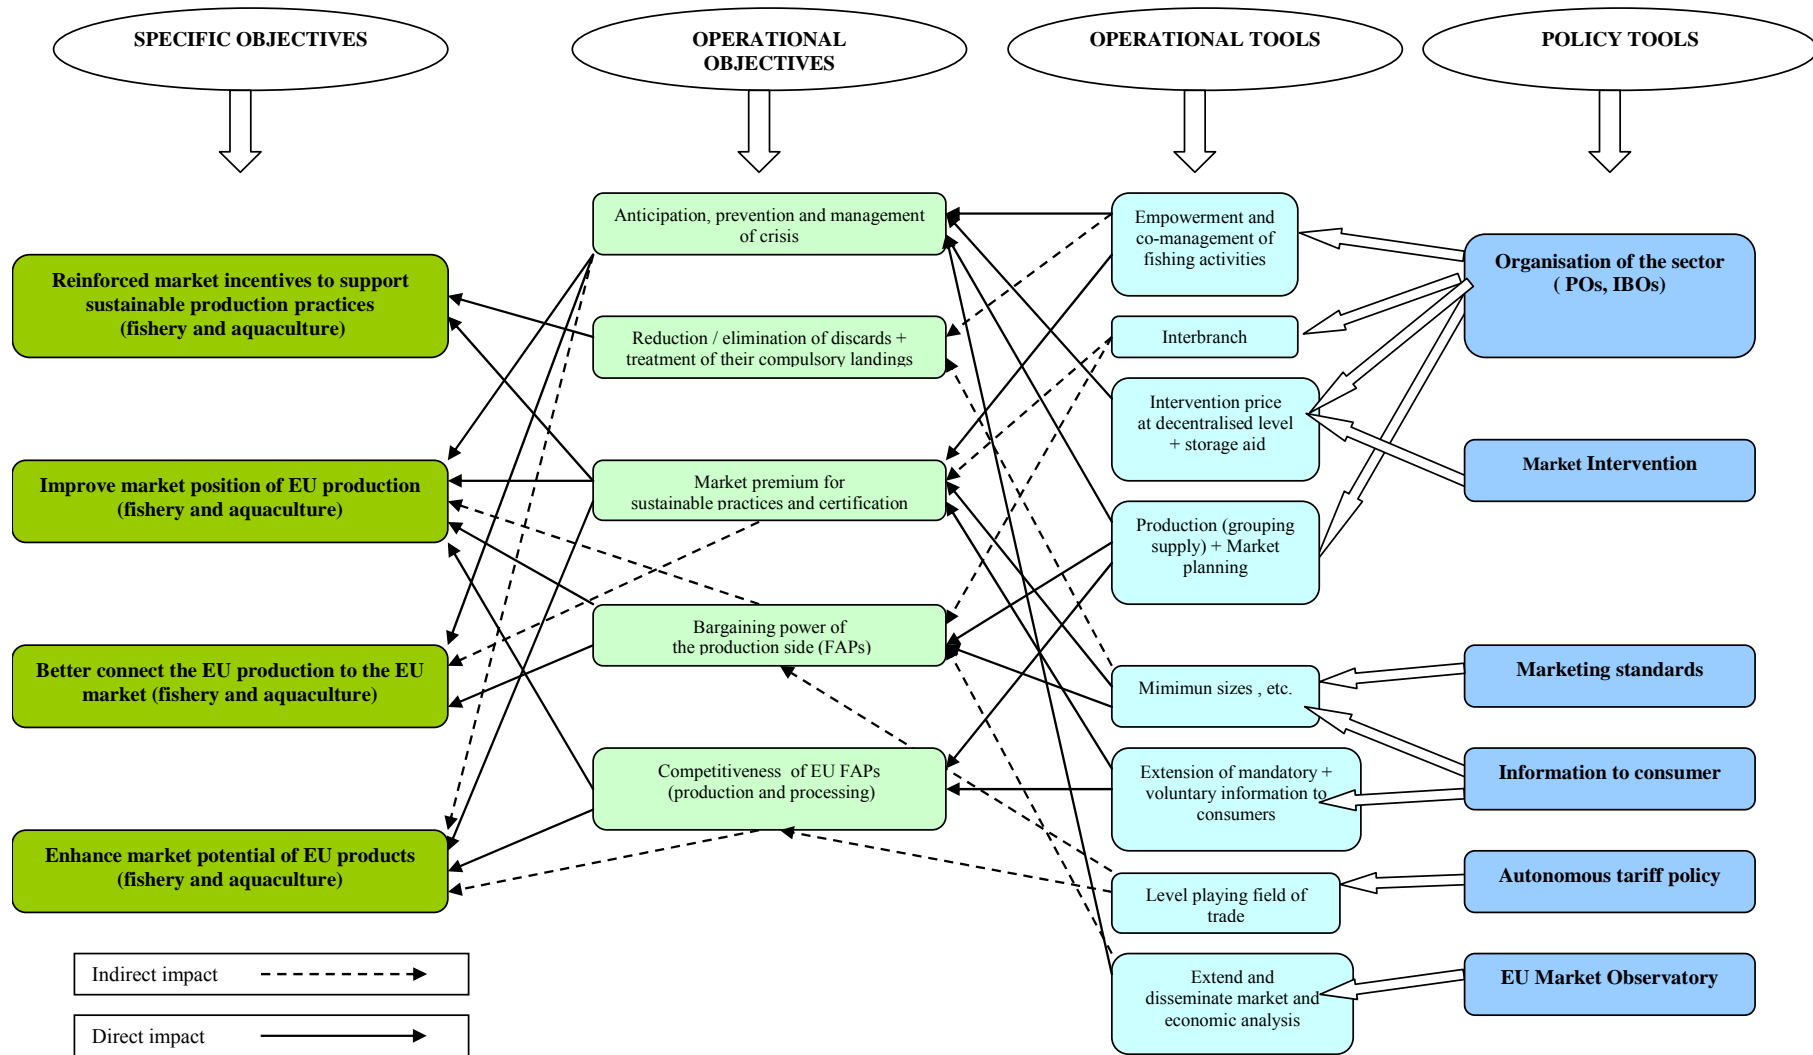 SPECIFIC OBJECTIVES
OPERATIONAL
OBJECTIVES
OPERATIONAL TOOLS
POLICY TOOLS
Reinforced market incentives to support
sustainable production practices
(fishery and aquaculture)
Improve market position of EU production
(fishery and aquaculture)
Better connect the EU production to the EU
market (fishery and aquaculture)
Enhance market potential of EU products
(fishery and aquaculture)
Anticipation, prevention and management
of crisis
Reduction / elimination of discards +
treatment of their compulsory landings
Market premium for
sustainable practices and certification
Bargaining power of
the production side (FAPs)
Competitiveness of EU FAPs
(production and processing)
Empowerment and
co-management of
fishing activities
Interbranch
Intervention price
at decentralised level
+ storage aid
Production (grouping
supply) + Market
planning
Mimimun sizes , etc.
Extension of mandatory +
voluntary information to
consumers
Level playing field of
trade
Extend and
disseminate market and
economic analysis
Organisation of the sector
( POs, IBOs)
Market Intervention
Marketing standards
Information to consumer
Autonomous tariff policy
EU Market Observatory
Indirect impact
Direct impact